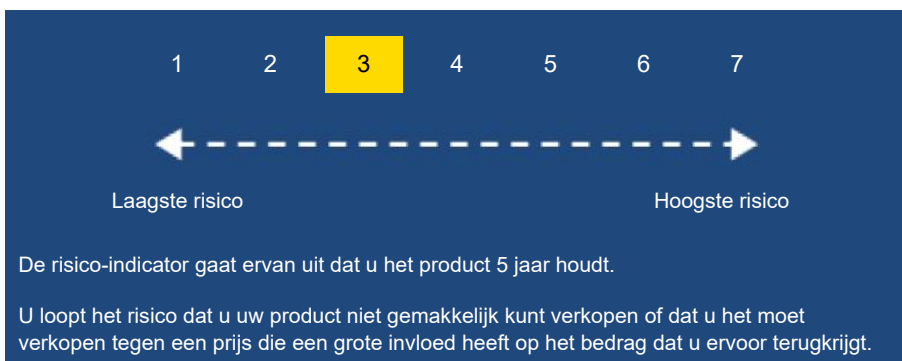 1 2 3 4 5 6 7
Laagste risico Hoogste risico
De risico-indicator gaat ervan uit dat u het product 5 jaar houdt.
U loopt het risico dat u uw product niet gemakkelijk kunt verkopen of dat u het moet
verkopen tegen een prijs die een grote invloed heeft op het bedrag dat u ervoor terugkrijgt.